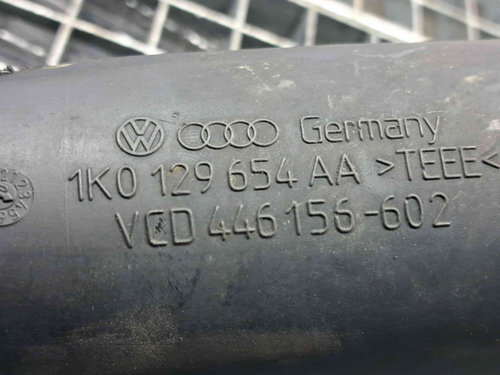 Germany
1K0 129 654 AA >TEEE<
VCD 446 156-602